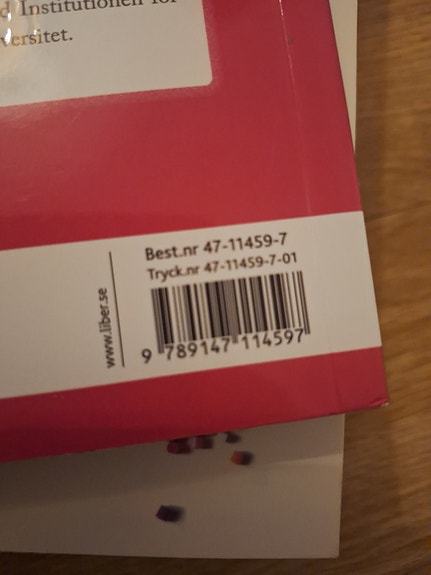 Institutionen för
versitet.
Best.nr 47-11459-7
Tryck.nr 47-11459-7-01
www.liber.se
9 789147 114597